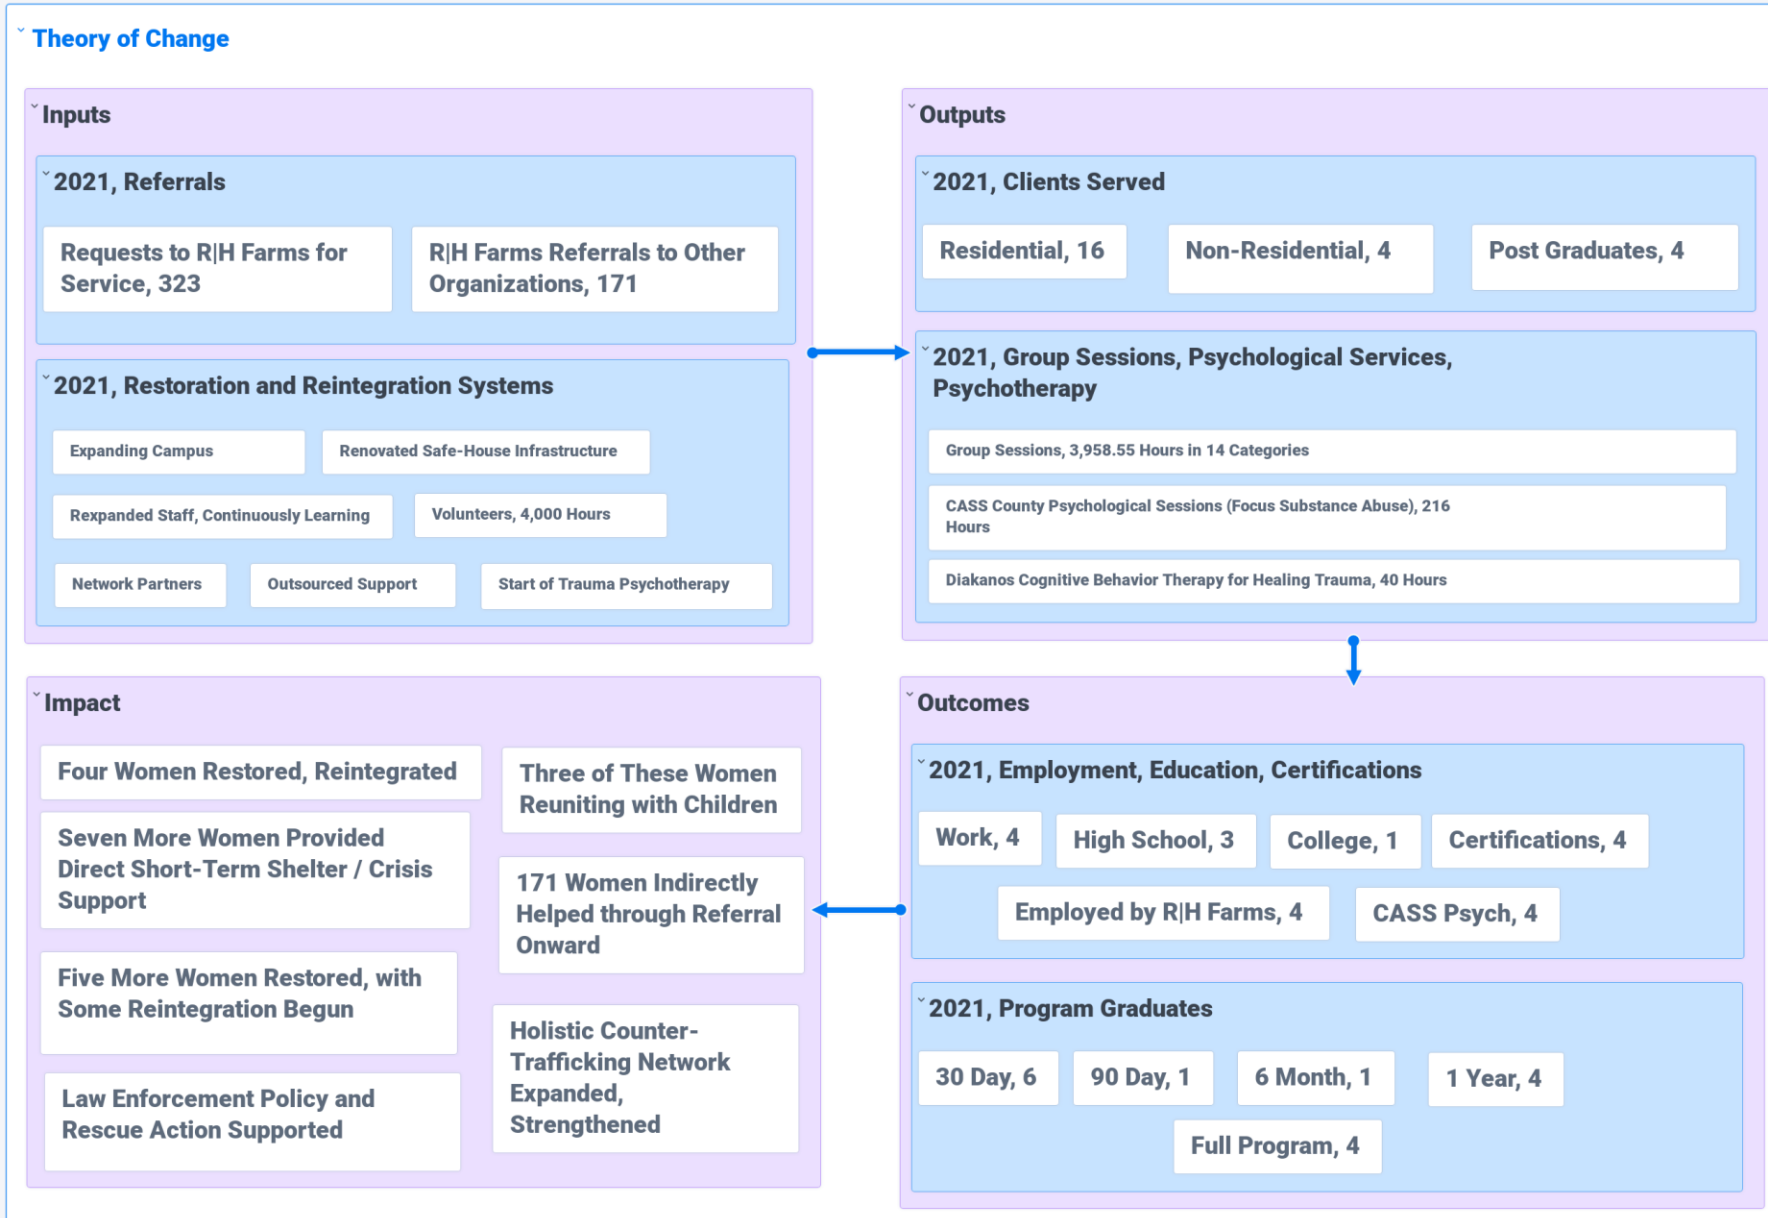 Theory of Change
Inputs
2021, Referrals
Requests to R|H Farms for
Service, 323
R|H Farms Referrals to Other
Organizations, 171
2021, Restoration and Reintegration Systems
Expanding Campus
Renovated Safe-House Infrastructure
Rexpanded Staff, Continuously Learning
Volunteers, 4,000 Hours
Network Partners
Outsourced Support
Start of Trauma Psychotherapy
Outputs
2021, Clients Served
Residential, 16
Non-Residential, 4
Post Graduates, 4
2021, Group Sessions, Psychological Services,
Psychotherapy
Group Sessions, 3,958.55 Hours in 14 Categories
CASS County Psychological Sessions (Focus Substance Abuse), 216
Hours
Diakanos Cognitive Behavior Therapy for Healing Trauma, 40 Hours
Outcomes
2021, Employment, Education, Certifications
Work, 4
High School, 3
College, 1
Certifications, 4
Employed by R|H Farms, 4
CASS Psych, 4
2021, Program Graduates
30 Day, 6
90 Day, 1
6 Month, 1
1 Year, 4
Full Program, 4
Impact
Four Women Restored, Reintegrated
Three of These Women
Reuniting with Children
Seven More Women Provided
Direct Short-Term Shelter / Crisis
Support
171 Women Indirectly
Helped through Referral
Onward
Five More Women Restored, with
Some Reintegration Begun
Holistic Counter-
Trafficking Network
Expanded,
Strengthened
Law Enforcement Policy and
Rescue Action Supported